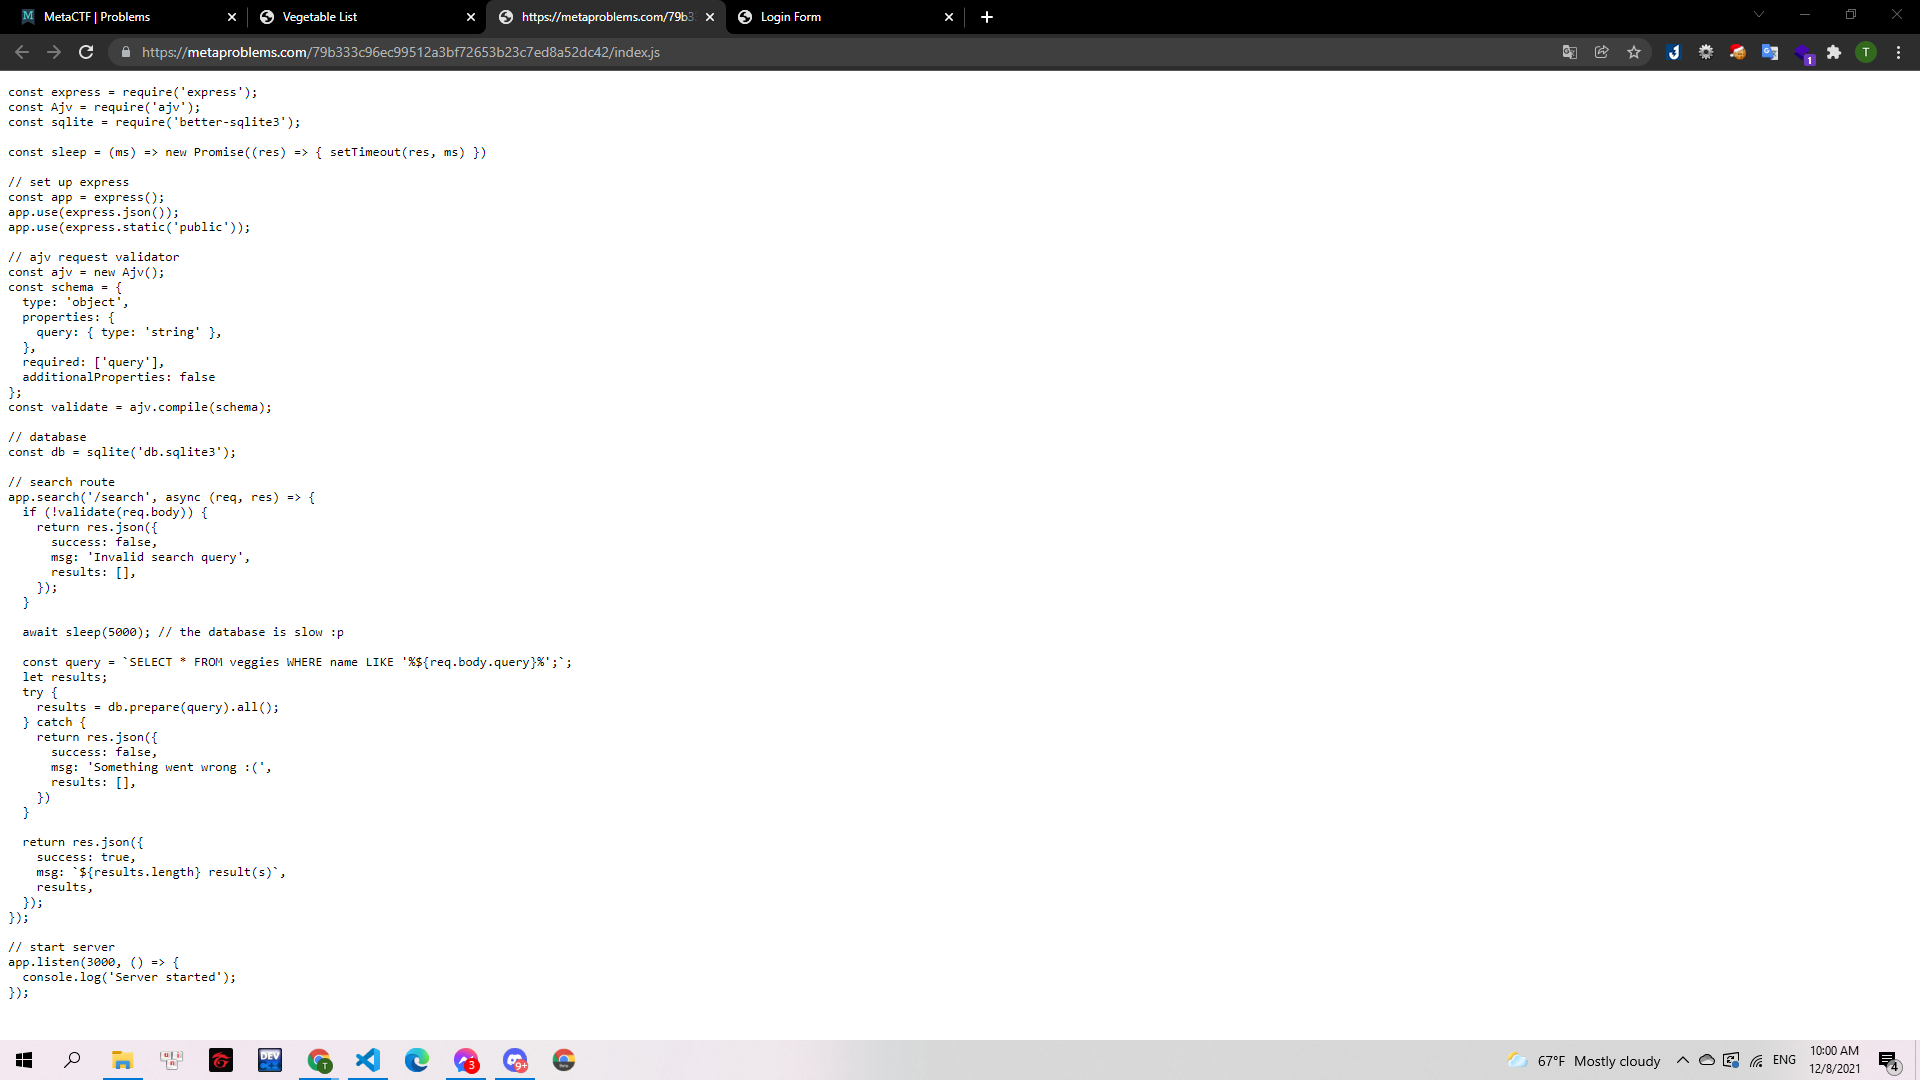 MetaCTF | Problems
Vegetable List
https://metaproblems.com/79b33
Login Form
https://metaproblems.com/79b333c96ec99512a3bf72653b23c7ed8a52dc42/index.js
1
T
const express = require('express');
const Ajv = require('ajv');
const sqlite = require('better-sqlite3');
const sleep = (ms) => new Promise((res) => { setTimeout(res, ms) })
// set up express
const app = express();
app.use(express.json());
app.use(express.static('public'));
// ajv request validator
const ajv = new Ajv();
const schema = {
  type: 'object',
  properties: {
    query: { type: 'string' },
  },
  required: ['query'],
  additionalProperties: false
};
const validate = ajv.compile(schema);
// database
const db = sqlite('db.sqlite3');
// search route
app.search('/search', async (req, res) => {
  if (!validate(req.body)) {
    return res.json({
      success: false,
      msg: 'Invalid search query',
      results: [],
    });
  }
  await sleep(5000); // the database is slow :p
  const query = `SELECT * FROM veggies WHERE name LIKE '%${req.body.query}%';`;
  let results;
  try {
    results = db.prepare(query).all();
  } catch {
    return res.json({
      success: false,
      msg: 'Something went wrong :(',
      results: [],
    })
  }
  return res.json({
    success: true,
    msg: `${results.length} result(s)`,
    results,
  });
});
// start server
app.listen(3000, () => {
  console.log('Server started');
});
DEV
T
3
9+
67°F Mostly cloudy
ENG
10:00 AM
12/8/2021
4